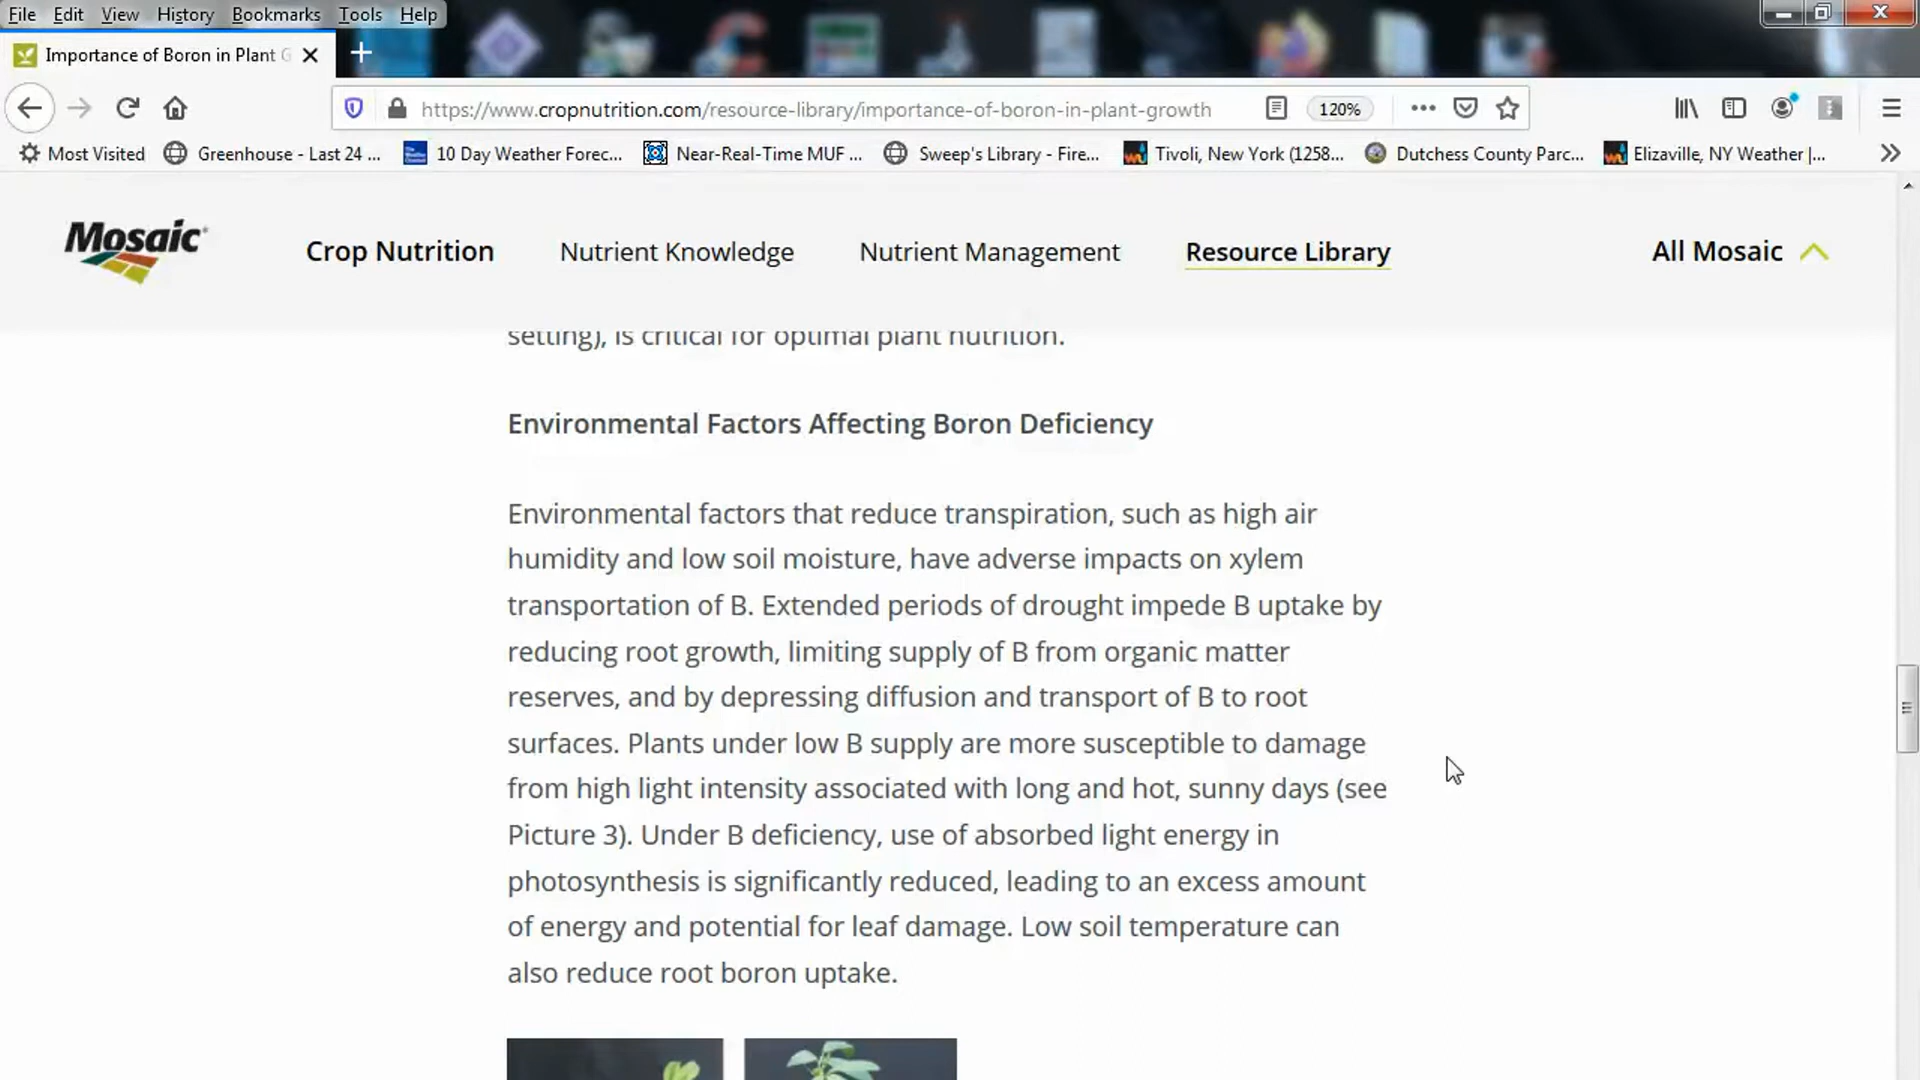 File Edit View History Bookmarks Tools Help
Importance of Boron in Plant G
https://www.cropnutrition.com/resource-library/importance-of-boron-in-plant-growth 120%
Most Visited Greenhouse - Last 24 ... 10 Day Weather Forec... Near-Real-Time MUF ... Sweep's Library - Fire... Tivoli, New York (1258... Dutchess County Parc... Elizaville, NY Weather |...
Mosaic Crop Nutrition Nutrient Knowledge Nutrient Management Resource Library All Mosaic
setting), is critical for optimal plant nutrition.
Environmental Factors Affecting Boron Deficiency
Environmental factors that reduce transpiration, such as high air
humidity and low soil moisture, have adverse impacts on xylem
transportation of B. Extended periods of drought impede B uptake by
reducing root growth, limiting supply of B from organic matter
reserves, and by depressing diffusion and transport of B to root
surfaces. Plants under low B supply are more susceptible to damage
from high light intensity associated with long and hot, sunny days (see
Picture 3). Under B deficiency, use of absorbed light energy in
photosynthesis is significantly reduced, leading to an excess amount
of energy and potential for leaf damage. Low soil temperature can
also reduce root boron uptake.